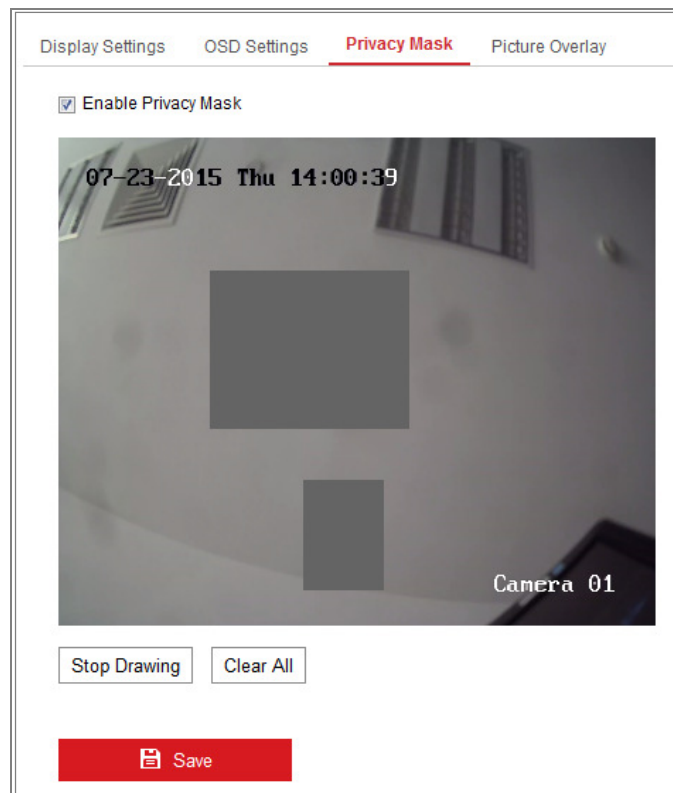 Display Settings OSD Settings Privacy Mask Picture Overlay
Enable Privacy Mask
07-23-2015 Thu 14:00:39
Camera 01
Stop Drawing Clear All
Save